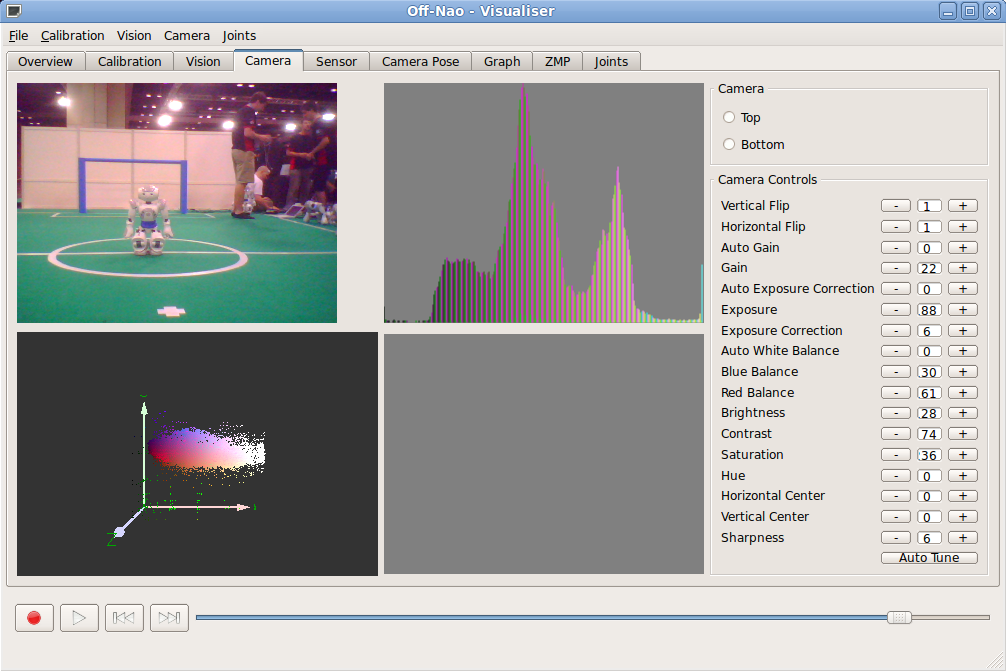 Off-Nao - Visualiser
File Calibration Vision Camera Joints
Overview Calibration Vision Camera Sensor Camera Pose Graph ZMP Joints
Camera
Top
Bottom
Camera Controls
Vertical Flip - 1 +
Horizontal Flip - 1 +
Auto Gain - 0 +
Gain - 22 +
Auto Exposure Correction - 0 +
Exposure - 88 +
Exposure Correction - 6 +
Auto White Balance - 0 +
Blue Balance - 30 +
Red Balance - 61 +
Brightness - 28 +
Contrast - 74 +
Saturation - 36 +
Hue - 0 +
Horizontal Center - 0 +
Vertical Center - 0 +
Sharpness - 6 +
Auto Tune